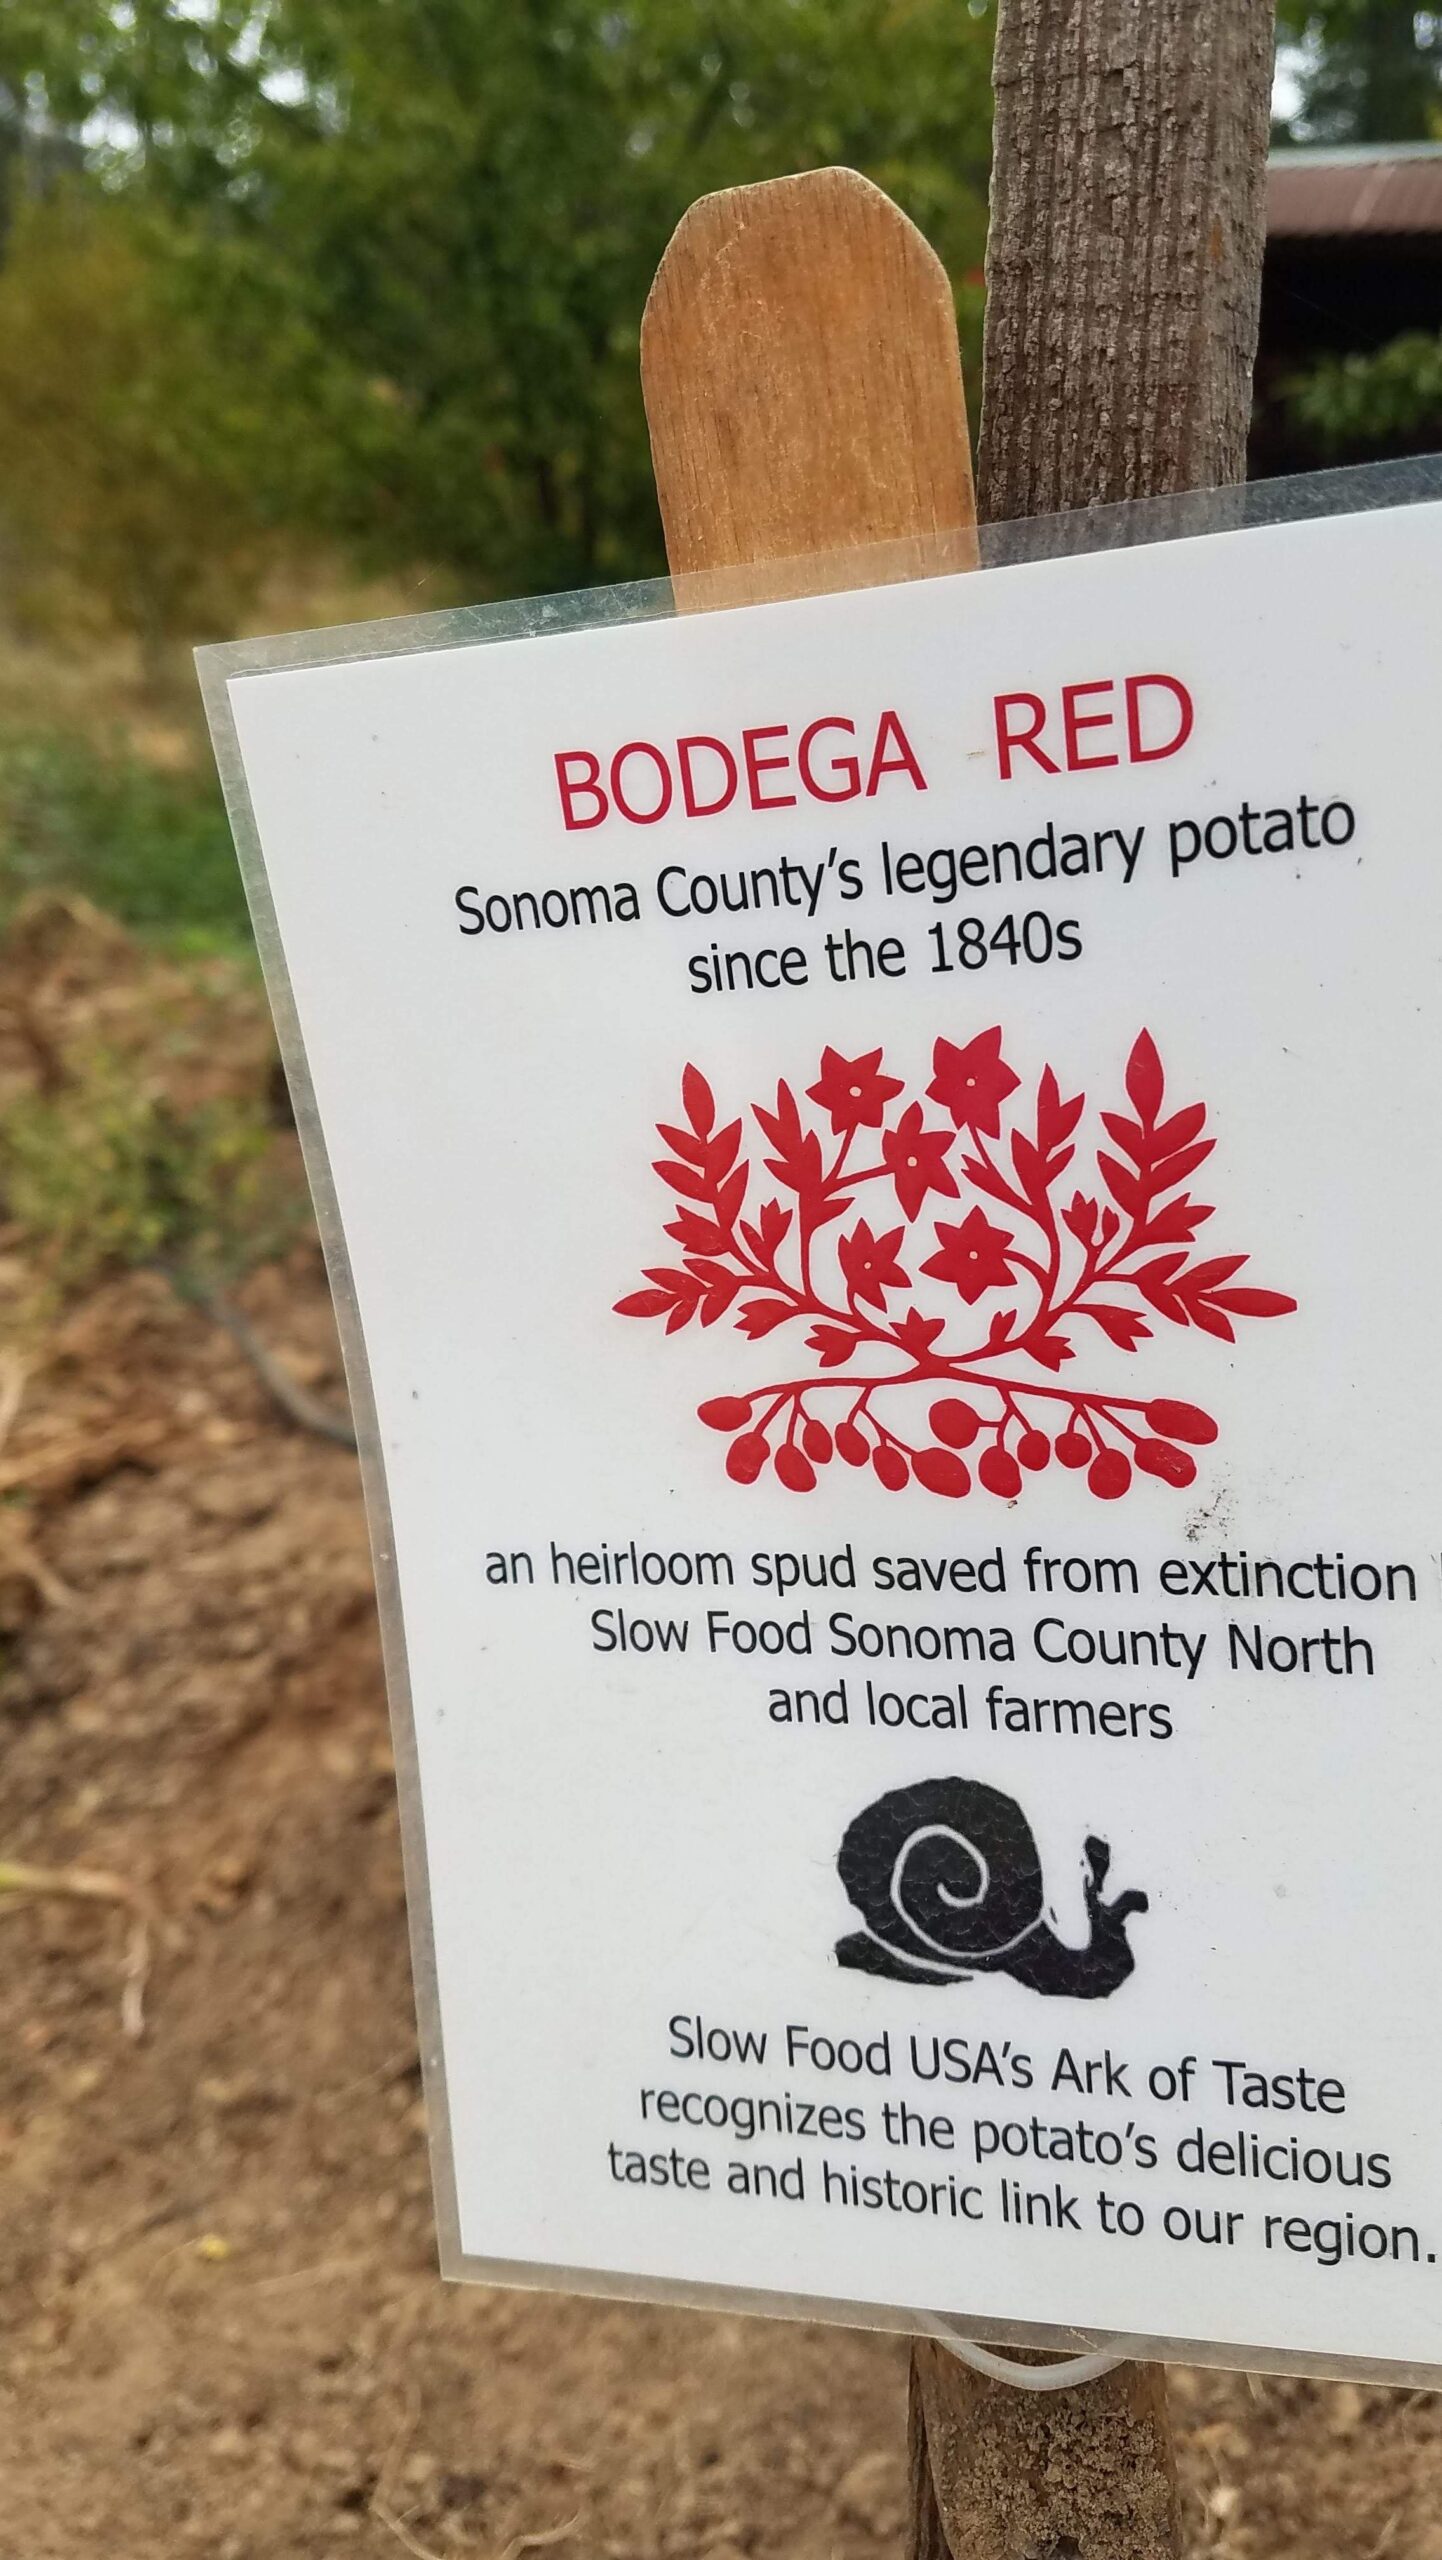 BODEGA RED
Sonoma County's legendary potato
since the 1840s
an heirloom spud saved from extinction
Slow Food Sonoma County North
and local farmers
Slow Food USA's Ark of Taste
recognizes the potato's delicious
taste and historic link to our region.